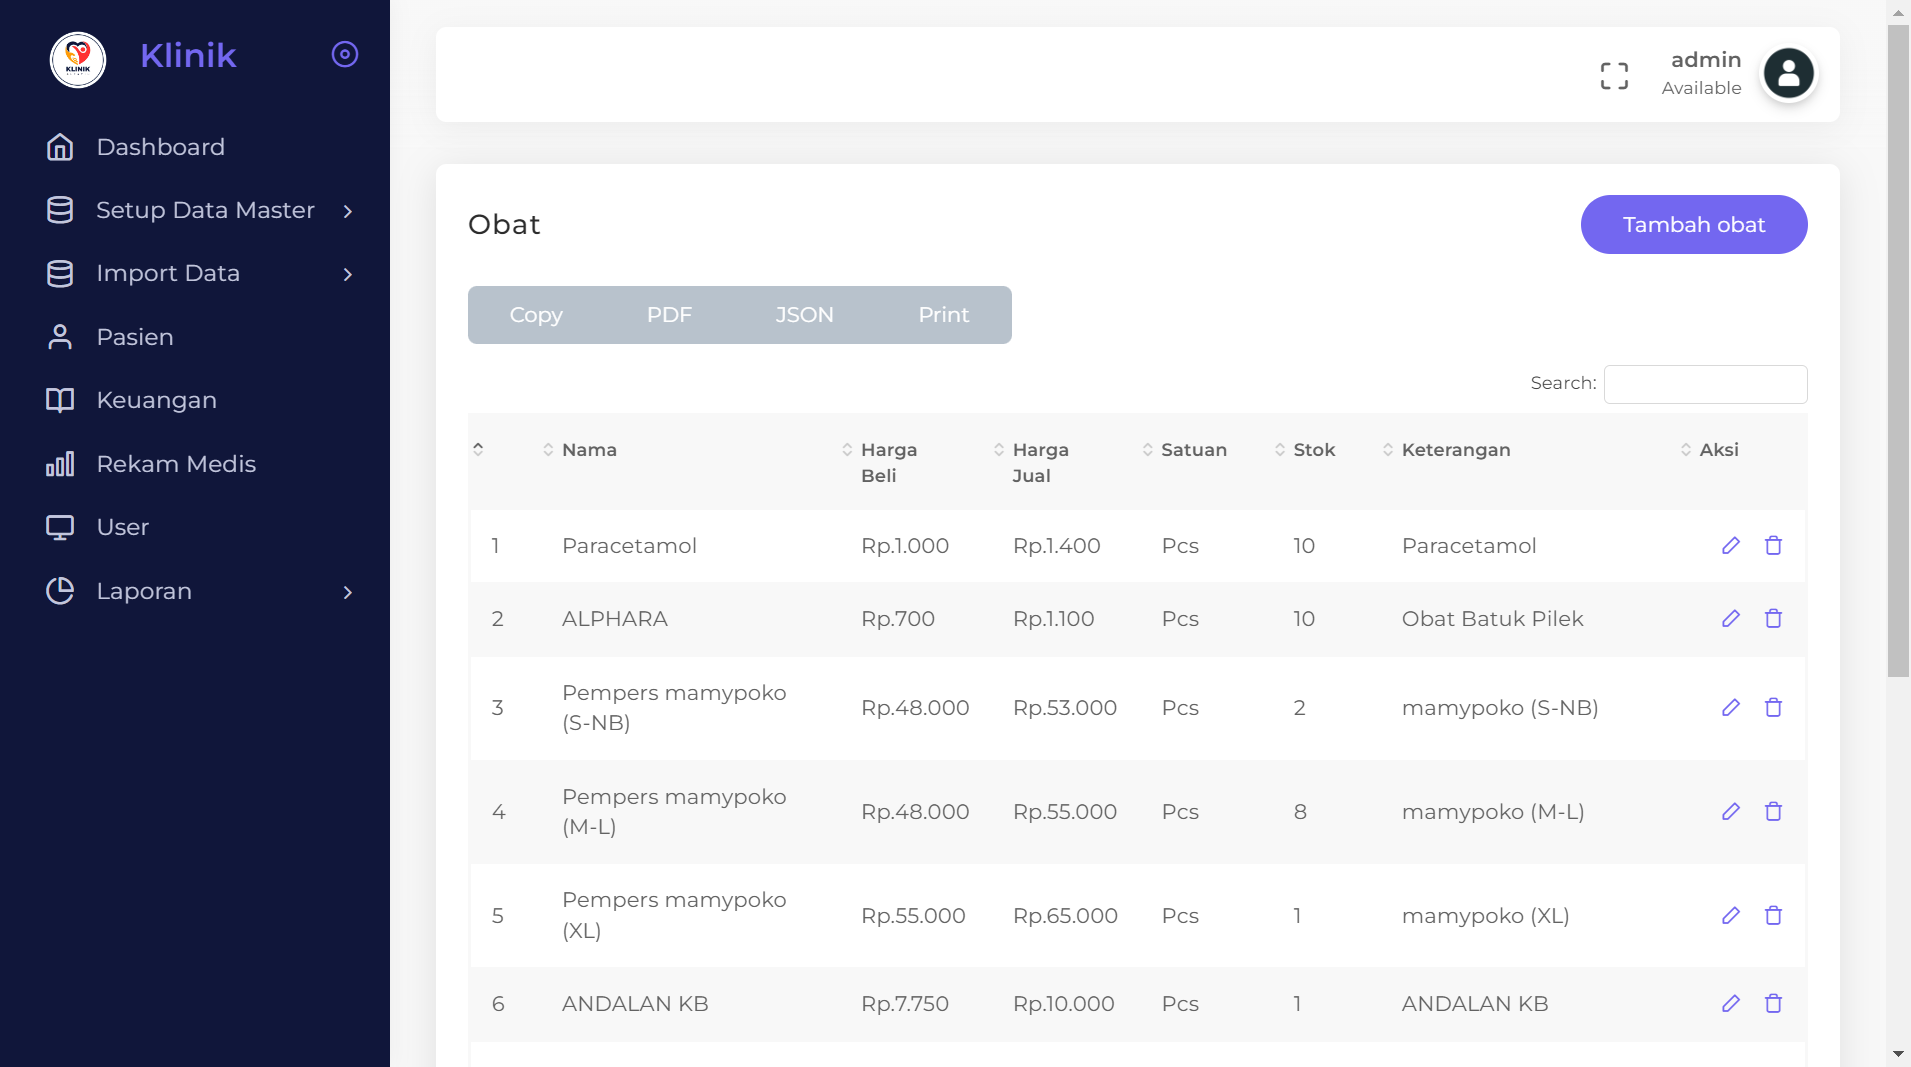 KLINIK
Klinik
Dashboard
Setup Data Master
Import Data
Pasien
Keuangan
Rekam Medis
User
Laporan
admin
Available
Obat
Tambah obat
Copy PDF JSON Print
Search:
Nama Harga Beli Harga Jual Satuan Stok Keterangan Aksi
1 Paracetamol Rp.1.000 Rp.1.400 Pcs 10 Paracetamol
2 ALPHARA Rp.700 Rp.1.100 Pcs 10 Obat Batuk Pilek
3 Pempers mamypoko (S-NB) Rp.48.000 Rp.53.000 Pcs 2 mamypoko (S-NB)
4 Pempers mamypoko (M-L) Rp.48.000 Rp.55.000 Pcs 8 mamypoko (M-L)
5 Pempers mamypoko (XL) Rp.55.000 Rp.65.000 Pcs 1 mamypoko (XL)
6 ANDALAN KB Rp.7.750 Rp.10.000 Pcs 1 ANDALAN KB